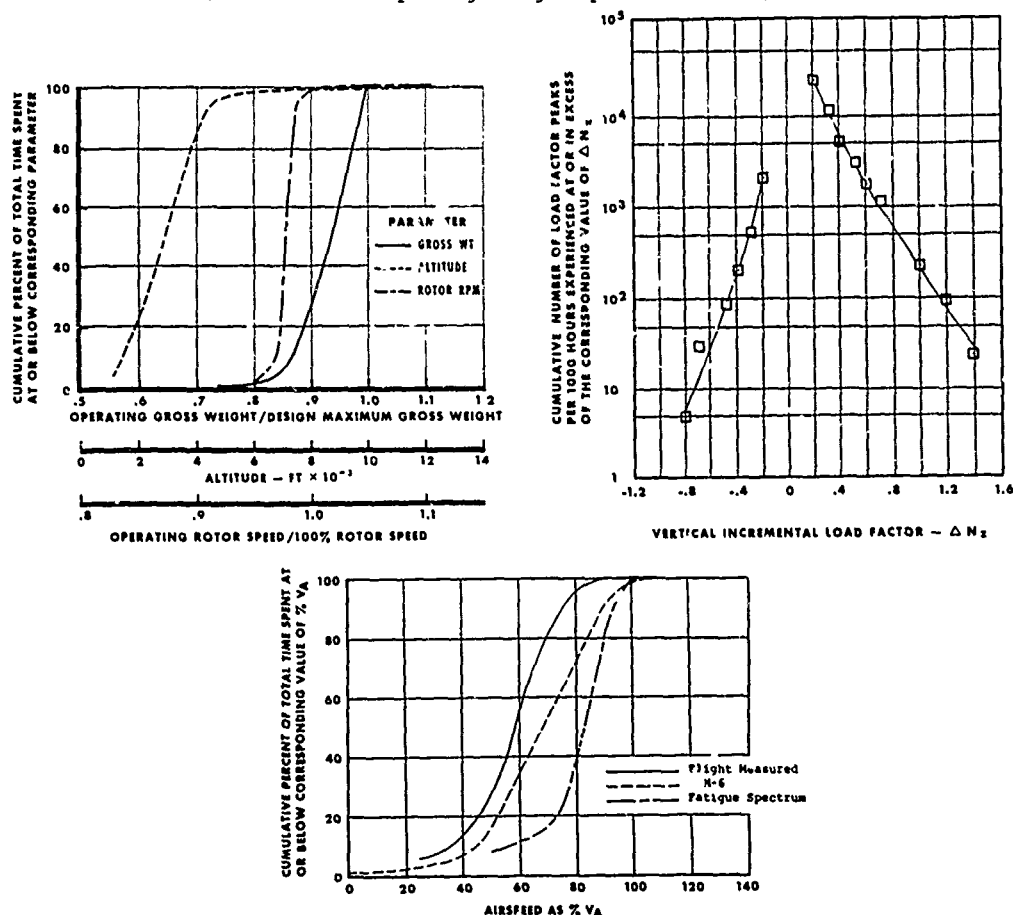 CUMULATIVE PERCENT OF TOTAL TIME SPENT
AT OR BELOW CORRESPONDING PARAMETER
100
80
60
40
20
0
PARAMETER
GROSS WT
ALTITUDE
ROTOR RPM
.5 .6 .7 .8 .9 1.0 1.1 1 2
OPERATING GROSS WEIGHT/DESIGN MAXIMUM GROSS WEIGHT
0 2 4 6 8 10 12 14
ALTITUDE — FT × 10⁻³
.8 .9 1.0 1.1
OPERATING ROTOR SPEED/100% ROTOR SPEED
CUMULATIVE NUMBER OF LOAD FACTOR PEAKS
PER 1000 HOURS EXPERIENCED AT OR IN EXCESS
OF THE CORRESPONDING VALUE OF Δ Nz
10⁵
10⁴
10³
10²
10
1
-1.2 -.8 -.4 0 .4 .8 1.2 1.6
VERTICAL INCREMENTAL LOAD FACTOR ~ Δ Nz
CUMULATIVE PERCENT OF TOTAL TIME SPENT AT
OR BELOW CORRESPONDING VALUE OF % VA
100
80
60
40
20
0
Flight Measured
M-6
Fatigue Spectrum
0 20 40 60 80 100 120 140
AIRSFEED AS % VA